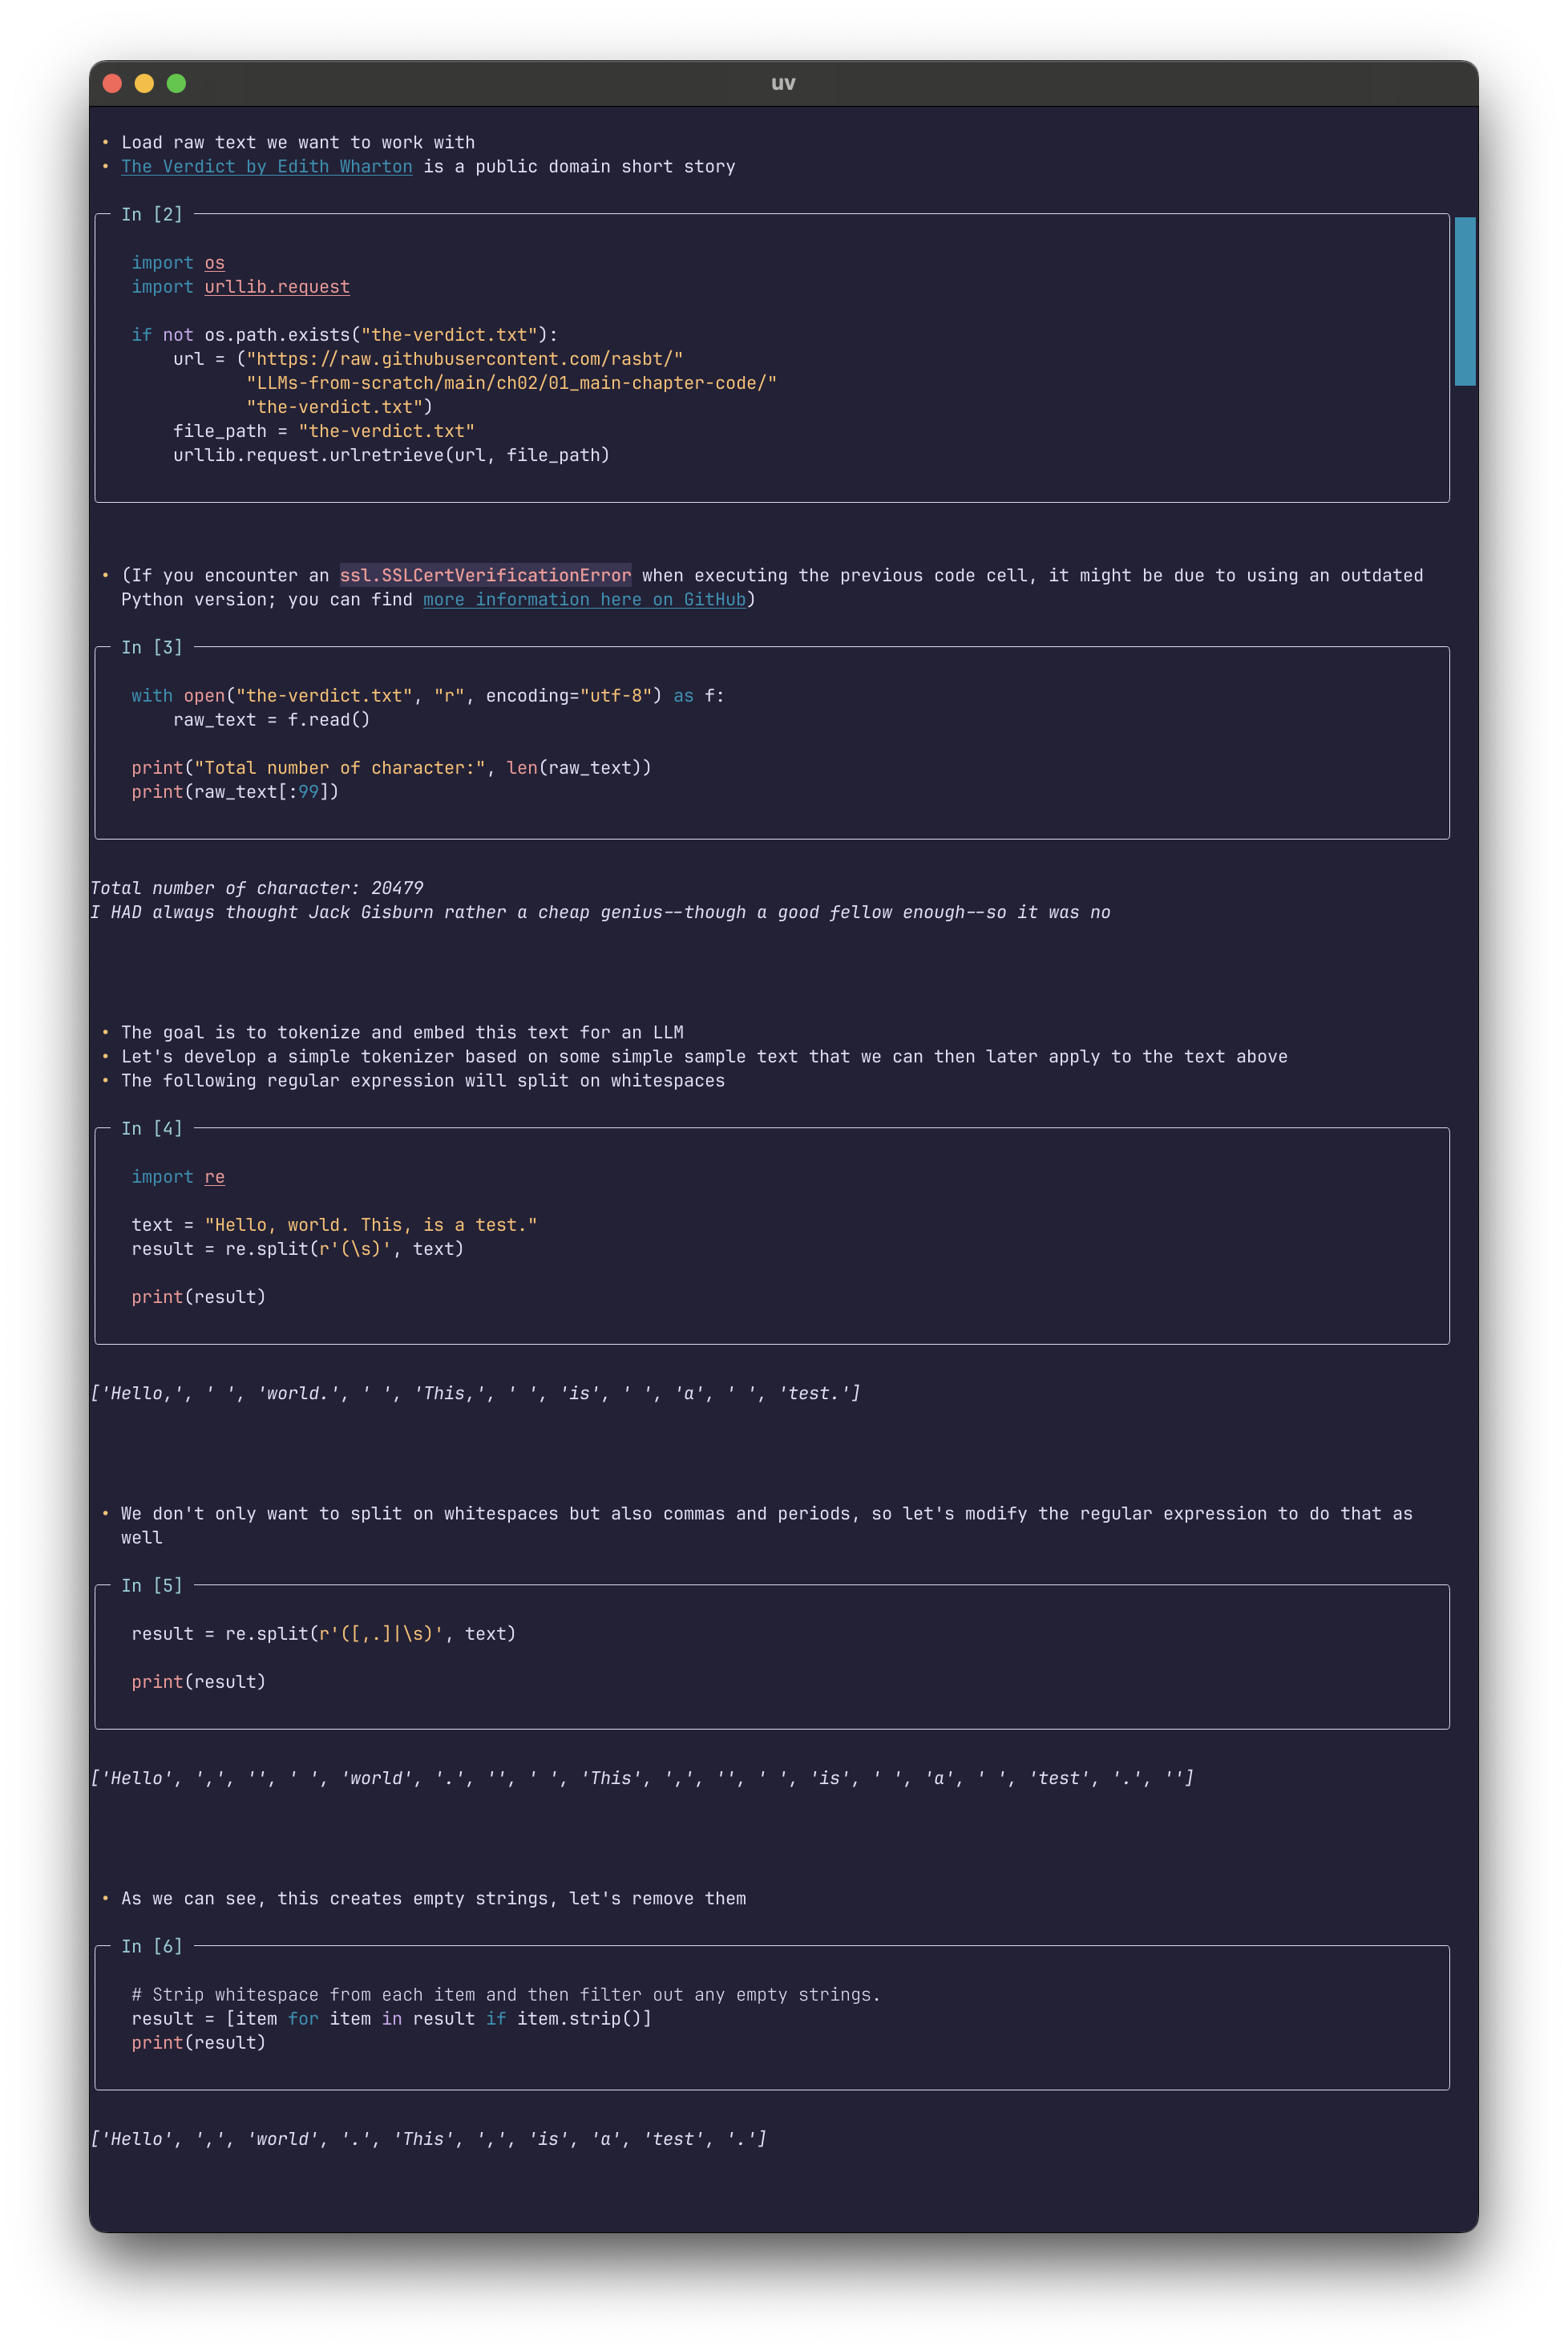 uv
• Load raw text we want to work with
• The Verdict by Edith Wharton is a public domain short story
In [2]
import os
import urllib.request
if not os.path.exists("the-verdict.txt"):
    url = ("https://raw.githubusercontent.com/rasbt/"
           "LLMs-from-scratch/main/ch02/01_main-chapter-code/"
           "the-verdict.txt")
    file_path = "the-verdict.txt"
    urllib.request.urlretrieve(url, file_path)
• (If you encounter an ssl.SSLCertVerificationError when executing the previous code cell, it might be due to using an outdated
Python version; you can find more information here on GitHub)
In [3]
with open("the-verdict.txt", "r", encoding="utf-8") as f:
    raw_text = f.read()
print("Total number of character:", len(raw_text))
print(raw_text[:99])
Total number of character: 20479
I HAD always thought Jack Gisburn rather a cheap genius--though a good fellow enough--so it was no
• The goal is to tokenize and embed this text for an LLM
• Let's develop a simple tokenizer based on some simple sample text that we can then later apply to the text above
• The following regular expression will split on whitespaces
In [4]
import re
text = "Hello, world. This, is a test."
result = re.split(r'(\s)', text)
print(result)
['Hello,', ' ', 'world.', ' ', 'This,', ' ', 'is', ' ', 'a', ' ', 'test.']
• We don't only want to split on whitespaces but also commas and periods, so let's modify the regular expression to do that as
well
In [5]
result = re.split(r'([,.]|\s)', text)
print(result)
['Hello', ',', '', ' ', 'world', '.', '', ' ', 'This', ',', '', ' ', 'is', ' ', 'a', ' ', 'test', '.', '']
• As we can see, this creates empty strings, let's remove them
In [6]
# Strip whitespace from each item and then filter out any empty strings.
result = [item for item in result if item.strip()]
print(result)
['Hello', ',', 'world', '.', 'This', ',', 'is', 'a', 'test', '.']